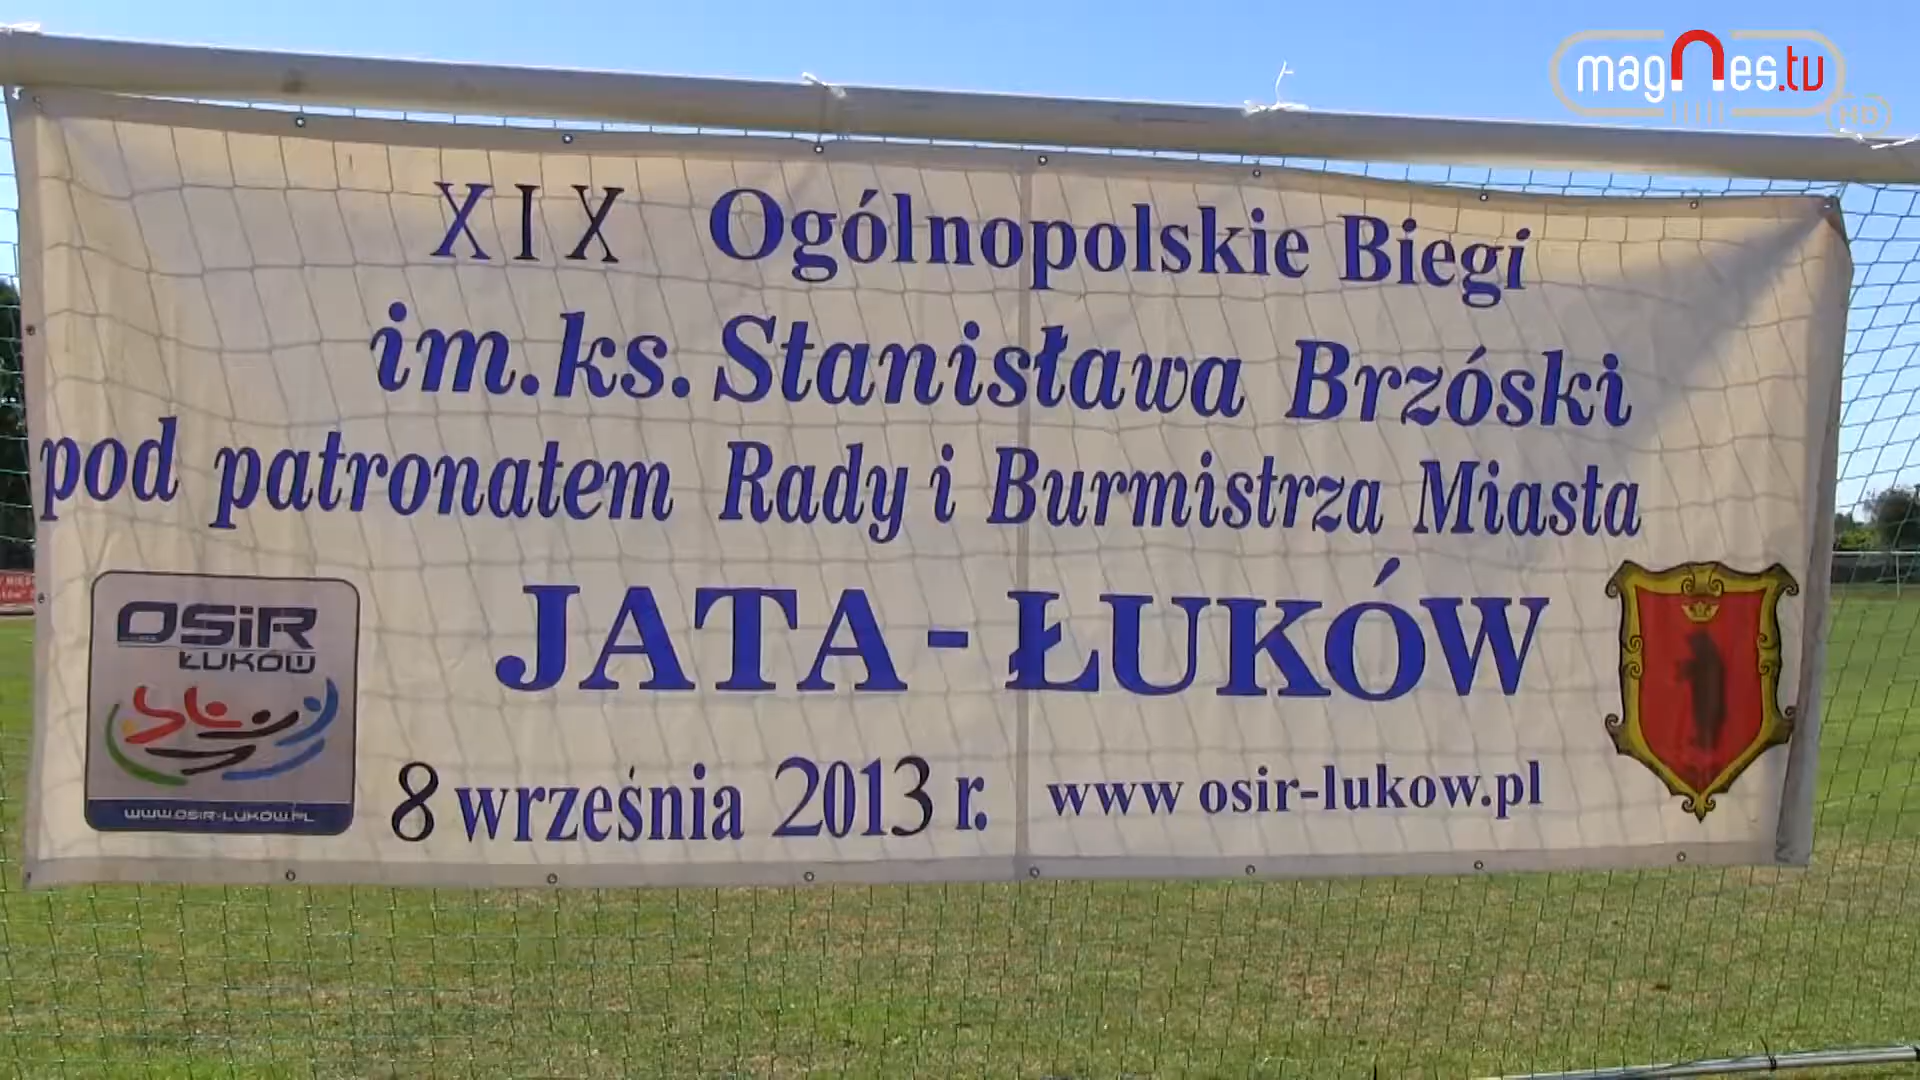 magnes.tv
HD
XIX Ogólnopolskie Biegi
im.ks. Stanisława Brzóski
pod patronatem Rady i Burmistrza Miasta
JATA - ŁUKÓW
8 września 2013 r. www.osir-lukow.pl
OSiR
ŁUKÓW
WWW.OSiR-LUKOW.PL